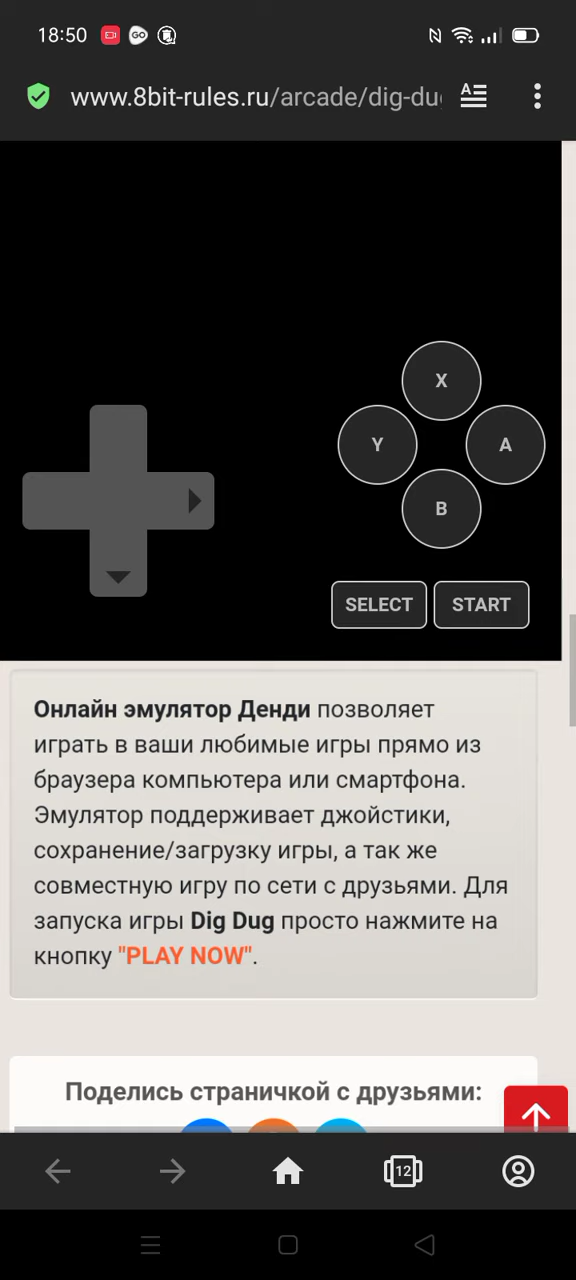 18:50
GO
www.8bit-rules.ru/arcade/dig-du
A
X
Y
A
B
SELECT
START
Онлайн эмулятор Денди позволяет
играть в ваши любимые игры прямо из
браузера компьютера или смартфона.
Эмулятор поддерживает джойстики,
сохранение/загрузку игры, а так же
совместную игру по сети с друзьями. Для
запуска игры Dig Dug просто нажмите на
кнопку "PLAY NOW".
Поделись страничкой с друзьями:
12